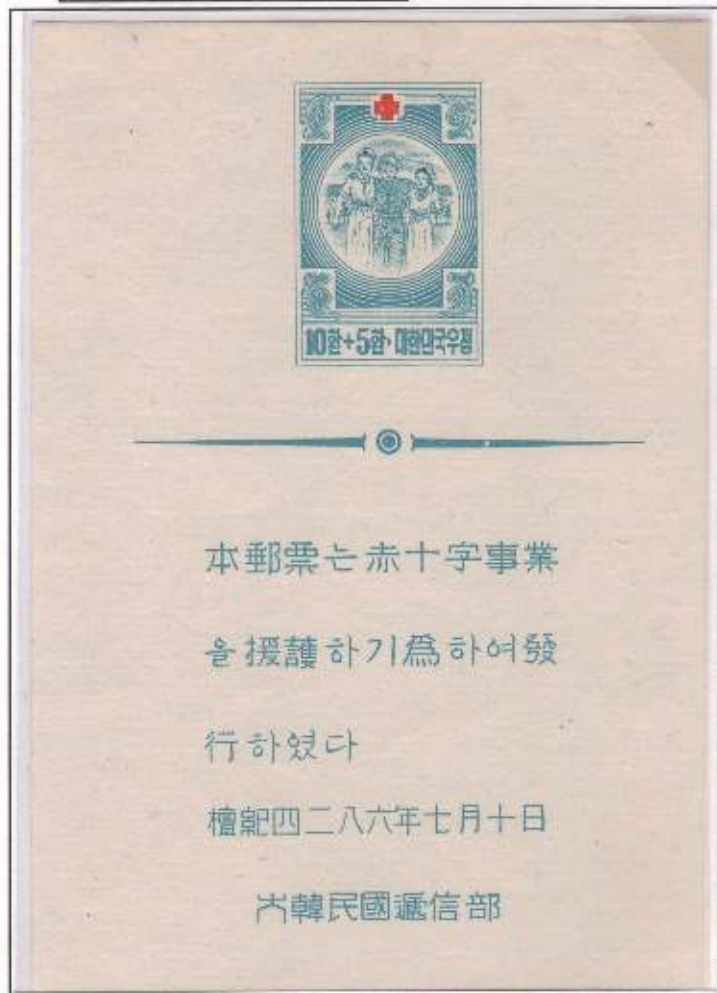 10환+5환·대한민국우정
本郵票는赤十字事業
을援護하기爲하여發
行하였다
檀紀四二八六年七月十日
大韓民國遞信部